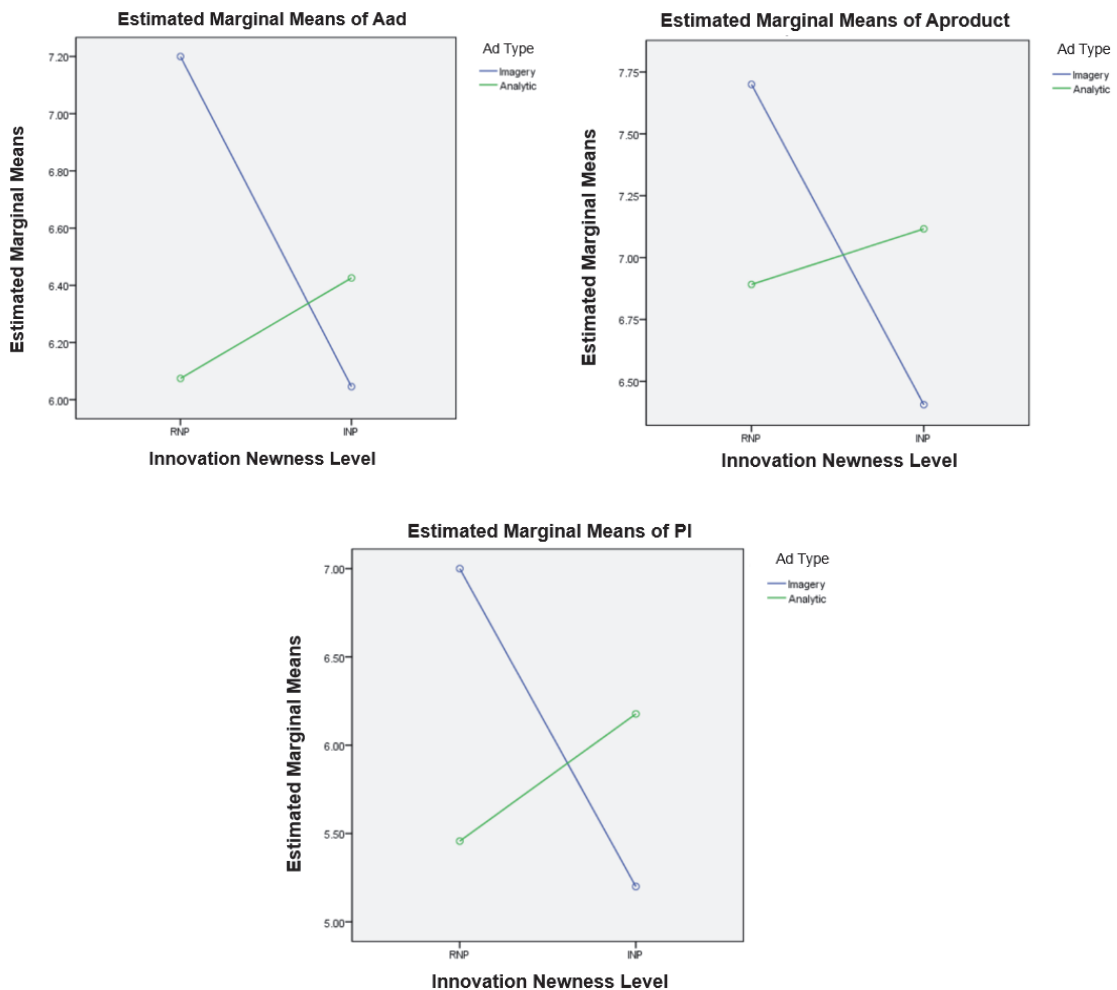 Estimated Marginal Means of Aad
Ad Type
Imagery
Analytic
Estimated Marginal Means
7.20
7.00
6.80
6.60
6.40
6.20
6.00
RNP
INP
Innovation Newness Level
Estimated Marginal Means of Aproduct
Ad Type
Imagery
Analytic
Estimated Marginal Means
7.75
7.50
7.25
7.00
6.75
6.50
RNP
INP
Innovation Newness Level
Estimated Marginal Means of PI
Ad Type
Imagery
Analytic
Estimated Marginal Means
7.00
6.50
6.00
5.50
5.00
RNP
INP
Innovation Newness Level